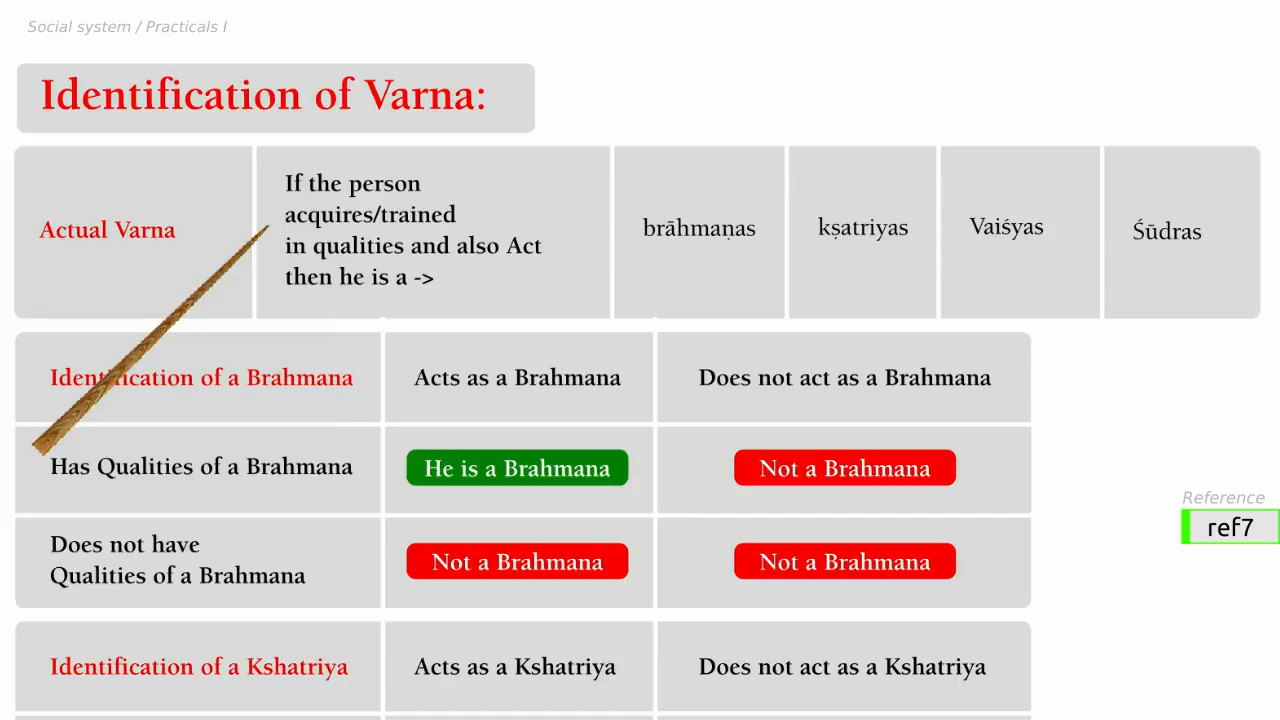 Social system / Practicals I
Identification of Varna:
Actual Varna
If the person
acquires/trained
in qualities and also Act
then he is a ->
brāhmaṇas
kṣatriyas
Vaiśyas
Śūdras
Identification of a Brahmana
Acts as a Brahmana
Does not act as a Brahmana
Has Qualities of a Brahmana
He is a Brahmana
Not a Brahmana
Does not have
Qualities of a Brahmana
Not a Brahmana
Not a Brahmana
Reference
ref7
Identification of a Kshatriya
Acts as a Kshatriya
Does not act as a Kshatriya